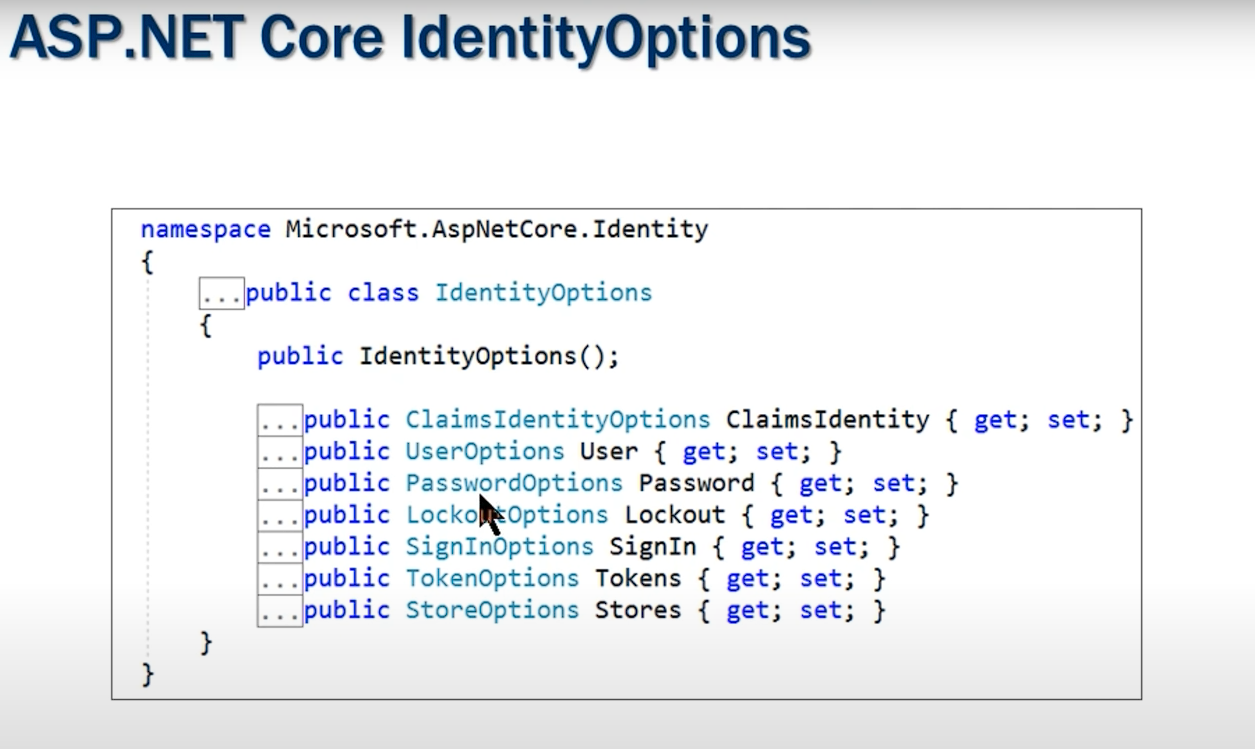 ASP.NET Core IdentityOptions
namespace Microsoft.AspNetCore.Identity
{
...public class IdentityOptions
{
public IdentityOptions();
...public ClaimsIdentityOptions ClaimsIdentity { get; set; }
...public UserOptions User { get; set; }
...public PasswordOptions Password { get; set; }
...public LockoutOptions Lockout { get; set; }
...public SignInOptions SignIn { get; set; }
...public TokenOptions Tokens { get; set; }
...public StoreOptions Stores { get; set; }
}
}